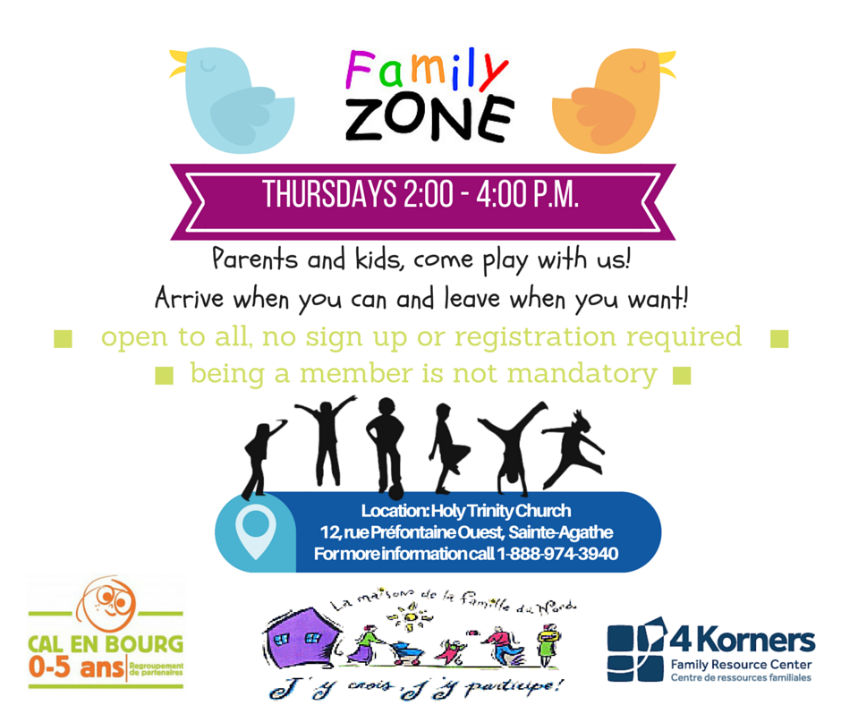 Family
ZONE
THURSDAYS 2:00 - 4:00 P.M.
Parents and kids, come play with us!
Arrive when you can and leave when you want!
open to all, no sign up or registration required
being a member is not mandatory
Location: Holy Trinity Church
12, rue Préfontaine Ouest, Sainte-Agathe
For more information call 1-888-974-3940
CAL EN BOURG
0-5 ans
Regroupement
de partenaires
La maison de la famille du Nord
J'y crois, j'y participe!
4 Korners
Family Resource Center
Centre de ressources familiales